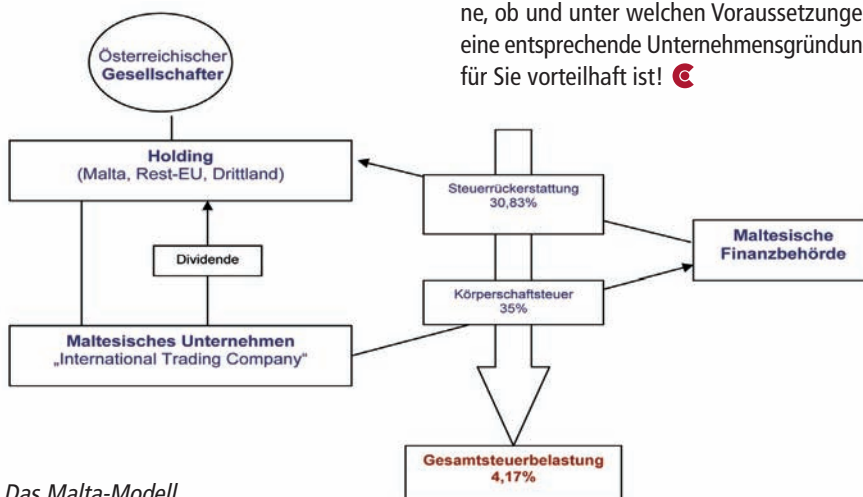 ne, ob und unter welchen Voraussetzunge
eine entsprechende Unternehmensgründun
für Sie vorteilhaft ist!
Österreichischer
Gesellschafter
Holding
(Malta, Rest-EU, Drittland)
Steuerrückerstattung
30,83%
Maltesische
Finanzbehörde
Dividende
Körperschaftsteuer
35%
Maltesisches Unternehmen
„International Trading Company"
Gesamtsteuerbelastung
4,17%
Das Malta-Modell